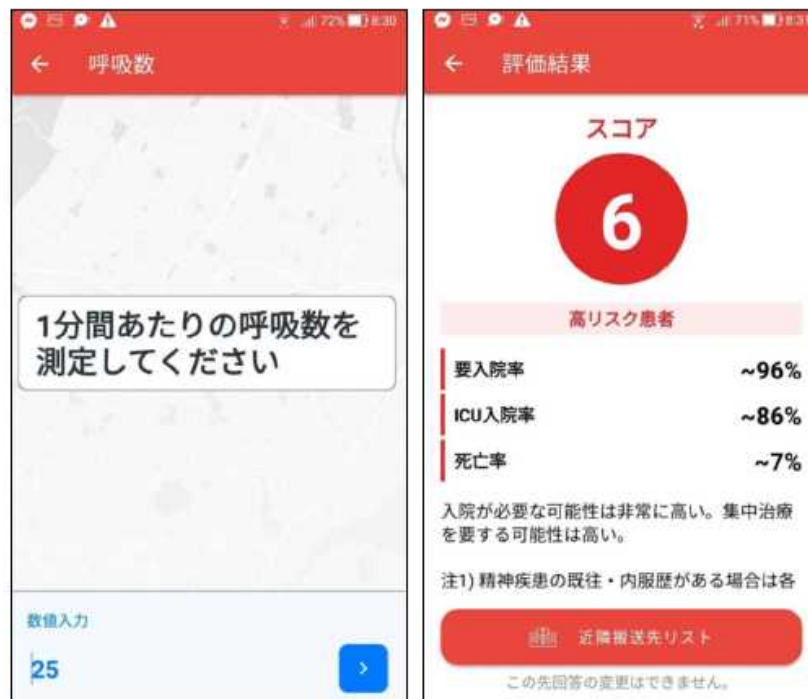 72% 8:30
呼吸数
1分間あたりの呼吸数を
測定してください
数値入力
25
71% 8:31
評価結果
スコア
6
高リスク患者
要入院率 ~96%
ICU入院率 ~86%
死亡率 ~7%
入院が必要な可能性は非常に高い。集中治療
を要する可能性は高い。
注1) 精神疾患の既往・内服歴がある場合は各
近隣搬送先リスト
この先回答の変更はできません。